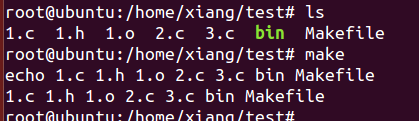 root@ubuntu:/home/xiang/test# ls
1.c  1.h  1.o  2.c  3.c  bin  Makefile
root@ubuntu:/home/xiang/test# make
echo 1.c 1.h 1.o 2.c 3.c bin Makefile
1.c 1.h 1.o 2.c 3.c bin Makefile
root@ubuntu:/home/xiang/test#